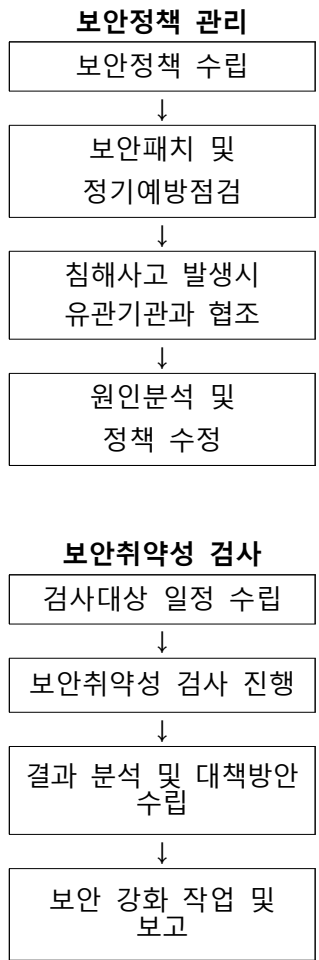 보안정책 관리
보안정책 수립
↓
보안패치 및
정기예방점검
↓
침해사고 발생시
유관기관과 협조
↓
원인분석 및
정책 수정
보안취약성 검사
검사대상 일정 수립
↓
보안취약성 검사 진행
↓
결과 분석 및 대책방안
수립
↓
보안 강화 작업 및
보고